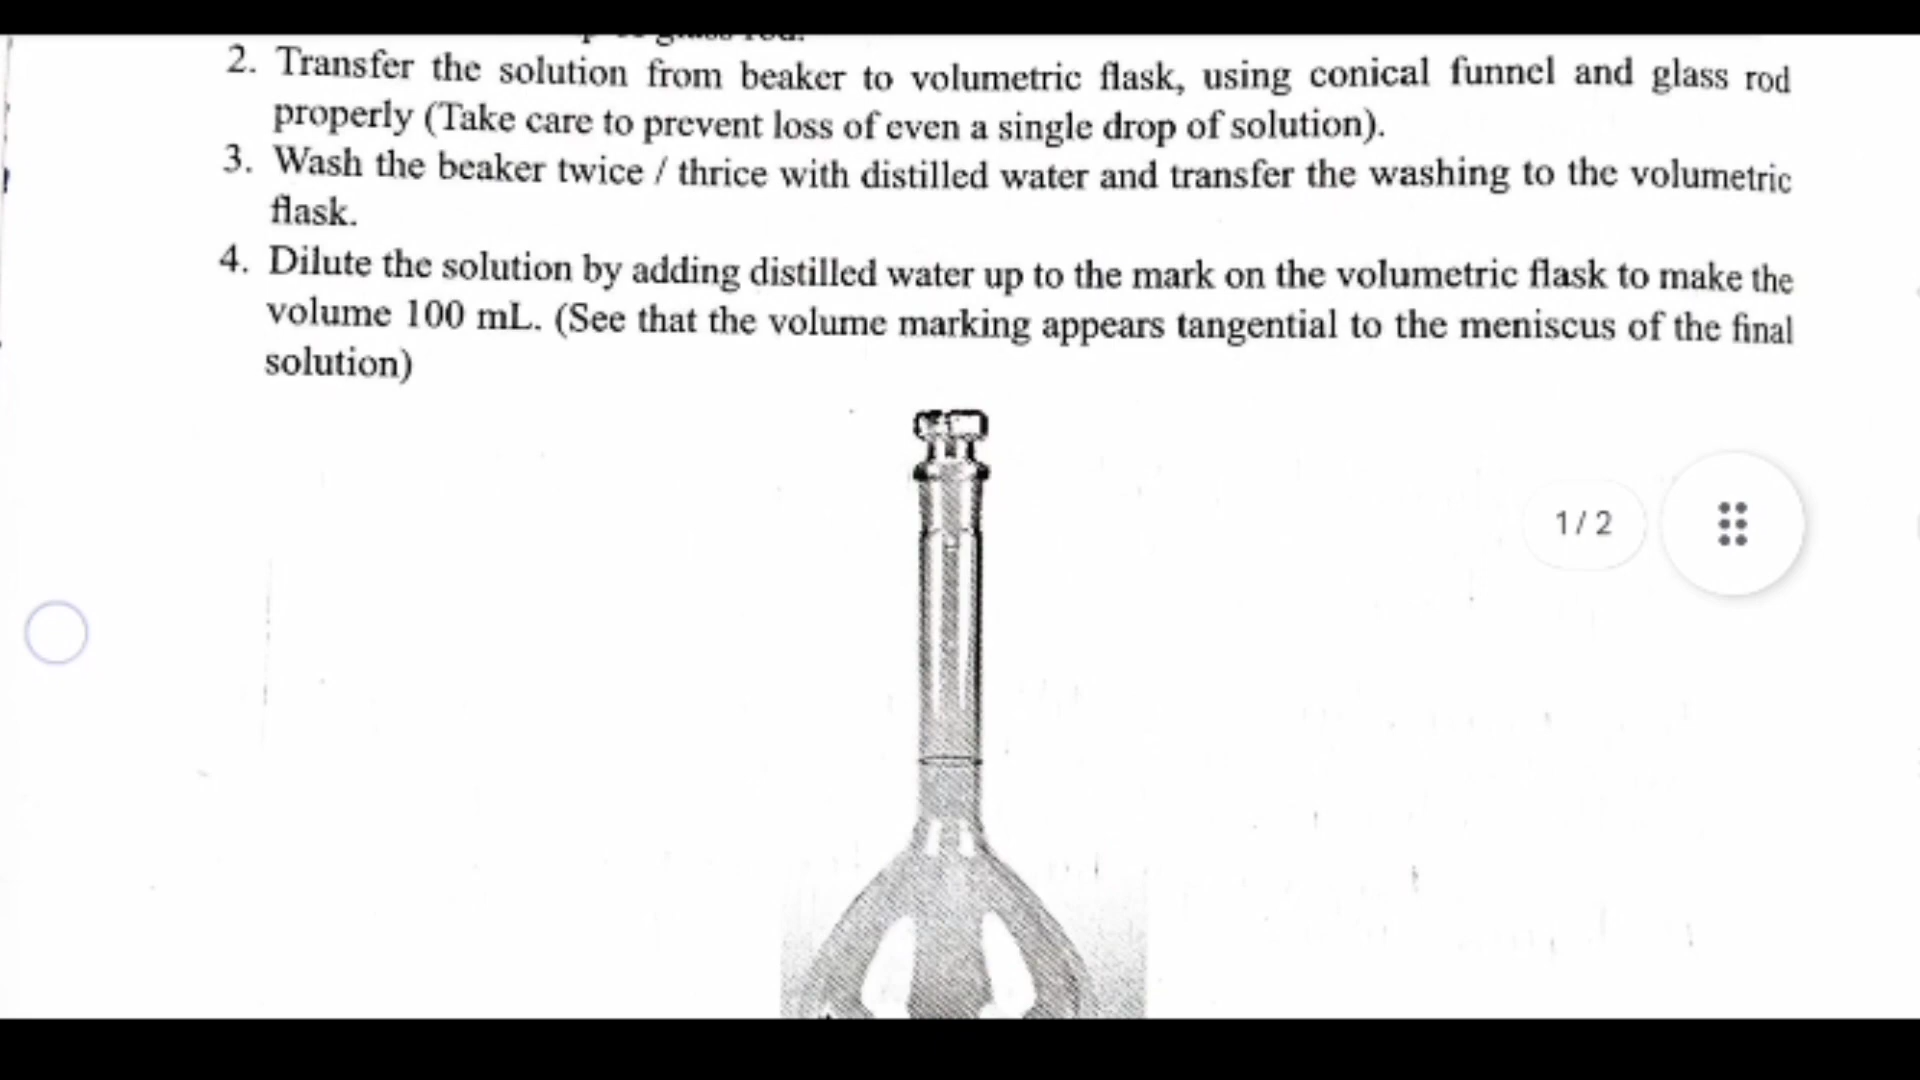 2. Transfer the solution from beaker to volumetric flask, using conical funnel and glass rod
properly (Take care to prevent loss of even a single drop of solution).
3. Wash the beaker twice / thrice with distilled water and transfer the washing to the volumetric
flask.
4. Dilute the solution by adding distilled water up to the mark on the volumetric flask to make the
volume 100 mL. (See that the volume marking appears tangential to the meniscus of the final
solution)
1/2